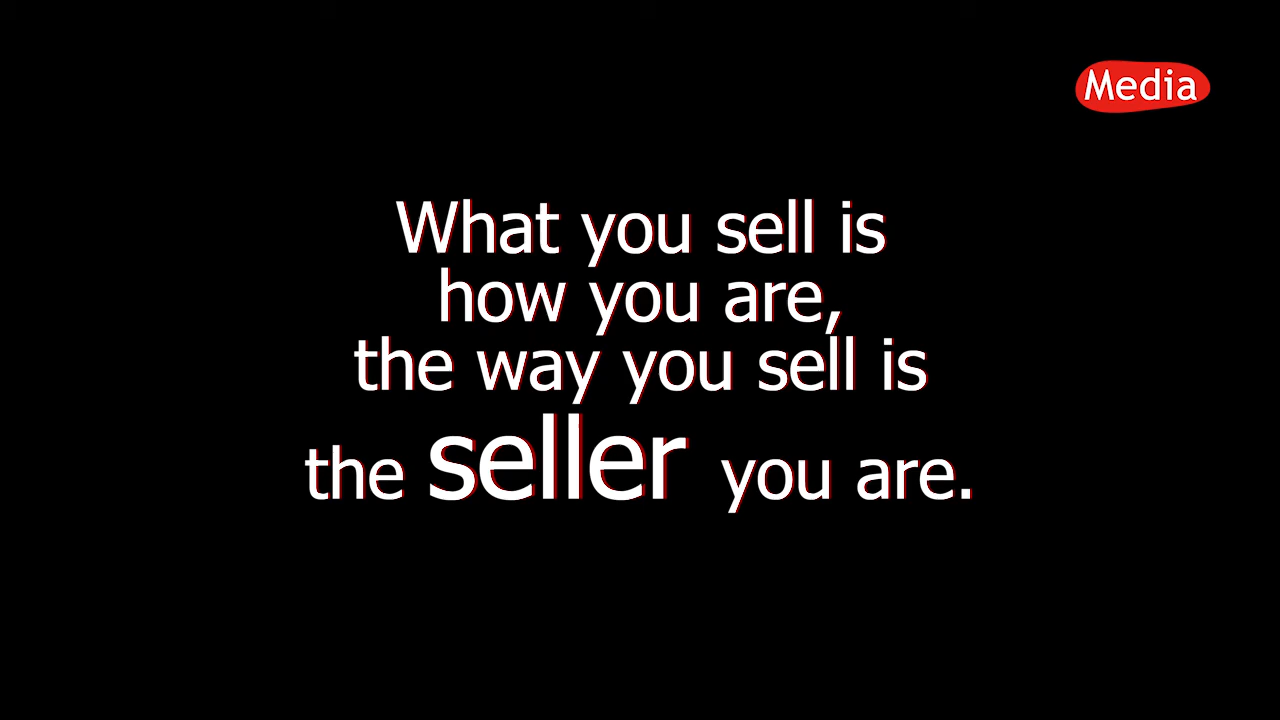 Media
What you sell is
how you are,
the way you sell is
the seller you are.